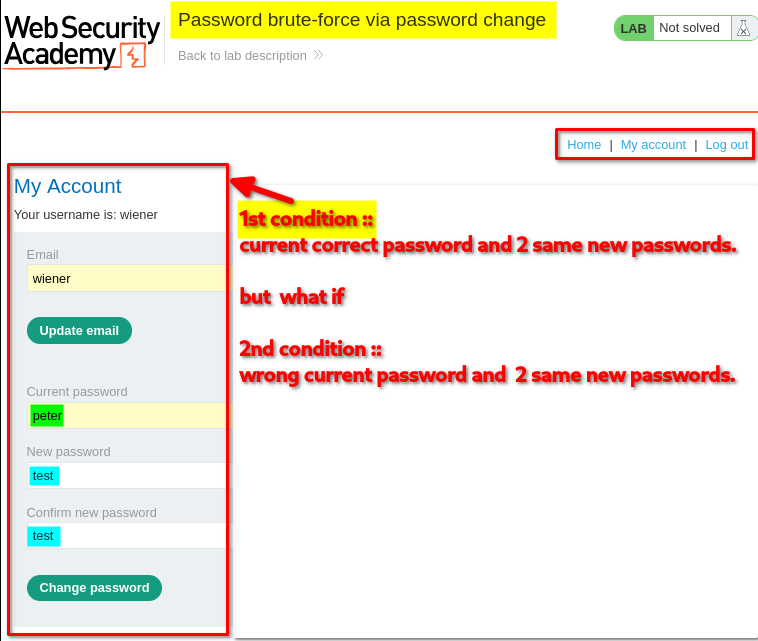 Web Security
Academy
Password brute-force via password change
Back to lab description
LAB Not solved
Home | My account | Log out
My Account
Your username is: wiener
Email
wiener
Update email
Current password
peter
New password
test
Confirm new password
test
Change password
1st condition ::
current correct password and 2 same new passwords.
but what if
2nd condition ::
wrong current password and 2 same new passwords.